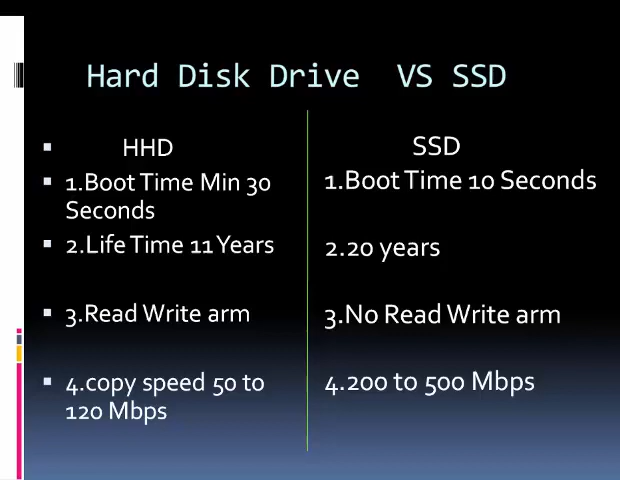 Hard Disk Drive VS SSD
HHD
1.Boot Time Min 30
Seconds
2.Life Time 11 Years
3.Read Write arm
4.copy speed 50 to
120 Mbps
SSD
1.Boot Time 10 Seconds
2.20 years
3.No Read Write arm
4.200 to 500 Mbps